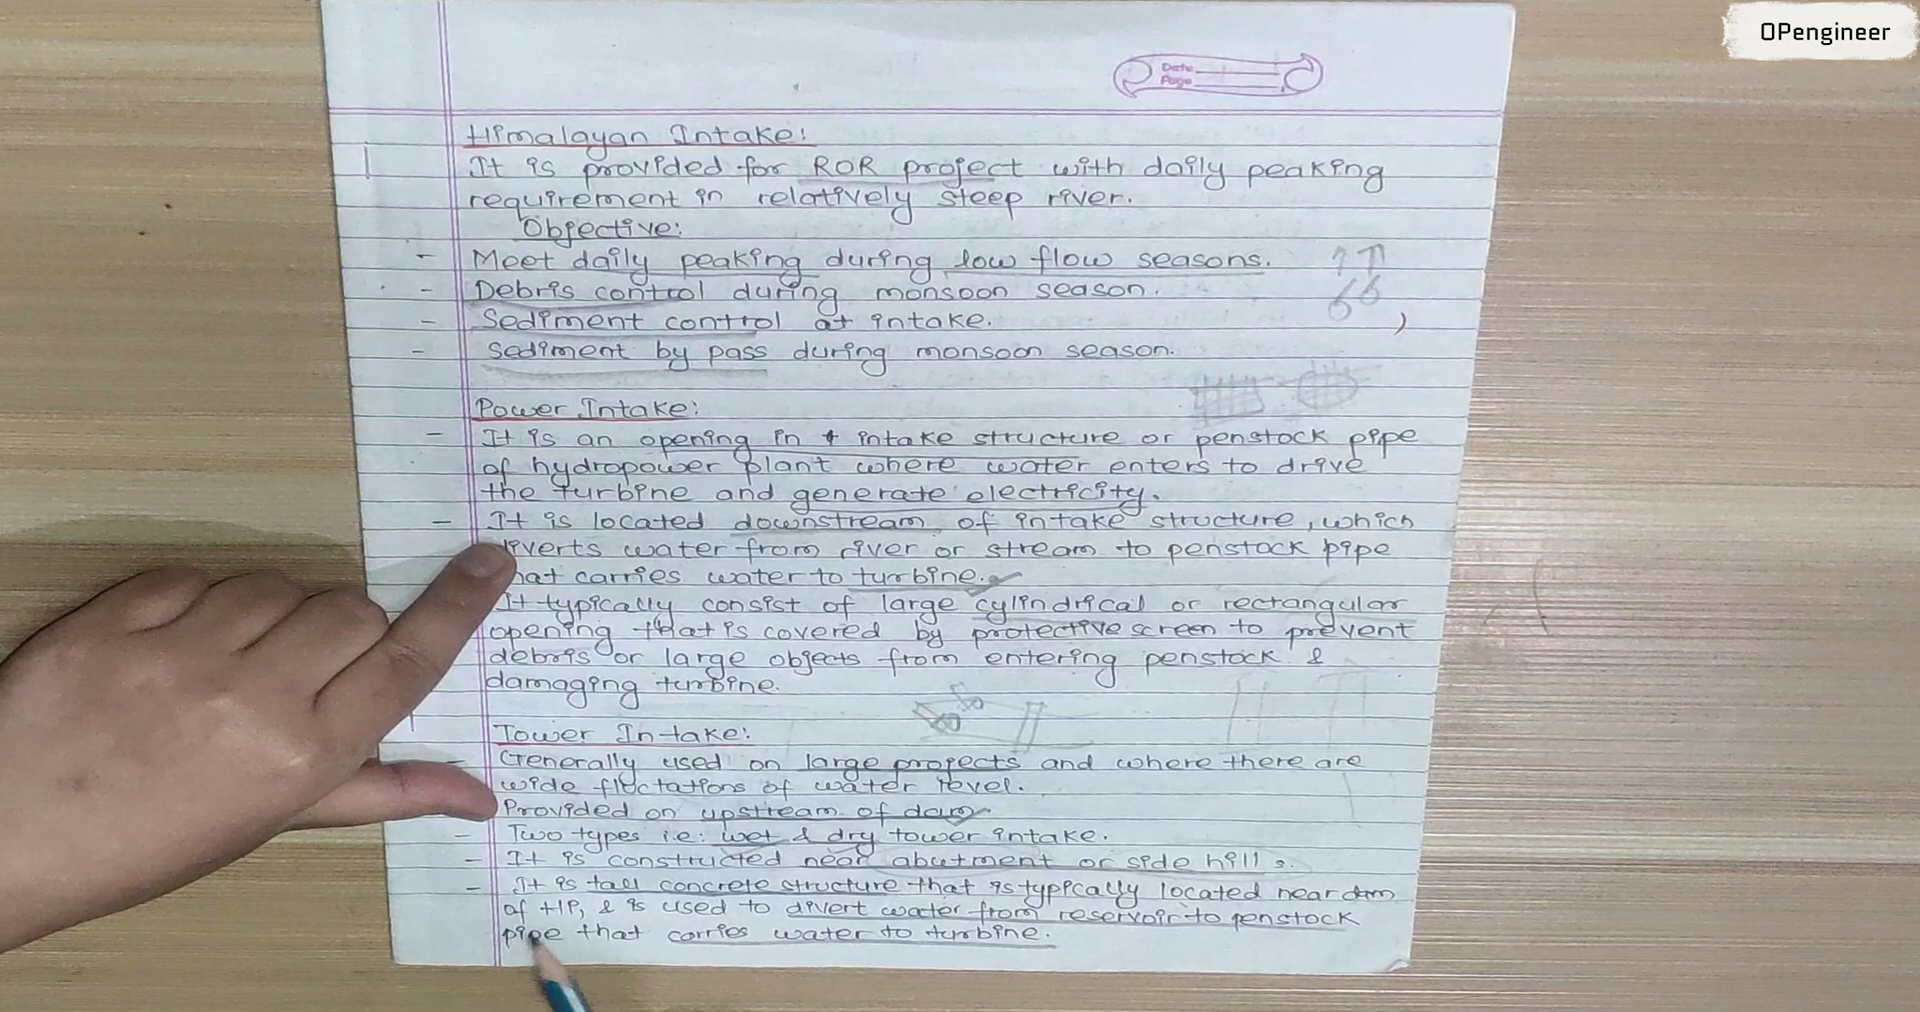 OPengineer
Date
Page
Himalayan Intake:
It is provided for ROR project with daily peaking
requirement in relatively steep river.
Objective:
- Meet daily peaking during low flow seasons.
- Debris control during monsoon season.
- Sediment control at intake.
- Sediment by pass during monsoon season.
Power Intake:
- It is an opening in intake structure or penstock pipe
of hydropower plant where water enters to drive
the turbine and generate electricity.
- It is located downstream of intake structure, which
diverts water from river or stream to penstock pipe
hat carries water to turbine.
It typically consist of large cylindrical or rectangular
opening that is covered by protective screen to prevent
debris or large objects from entering penstock &
damaging turbine.
Tower Intake:
- Generally used on large projects and where there are
wide fluctations of water level.
Provided on upstream of dam
- Two types i.e: wet & dry tower intake.
- It is constructed near abutment or side hills.
- It is tall concrete structure that is typically located near dam
of HP, & is used to divert water from reservoir to penstock
pipe that carries water to turbine.